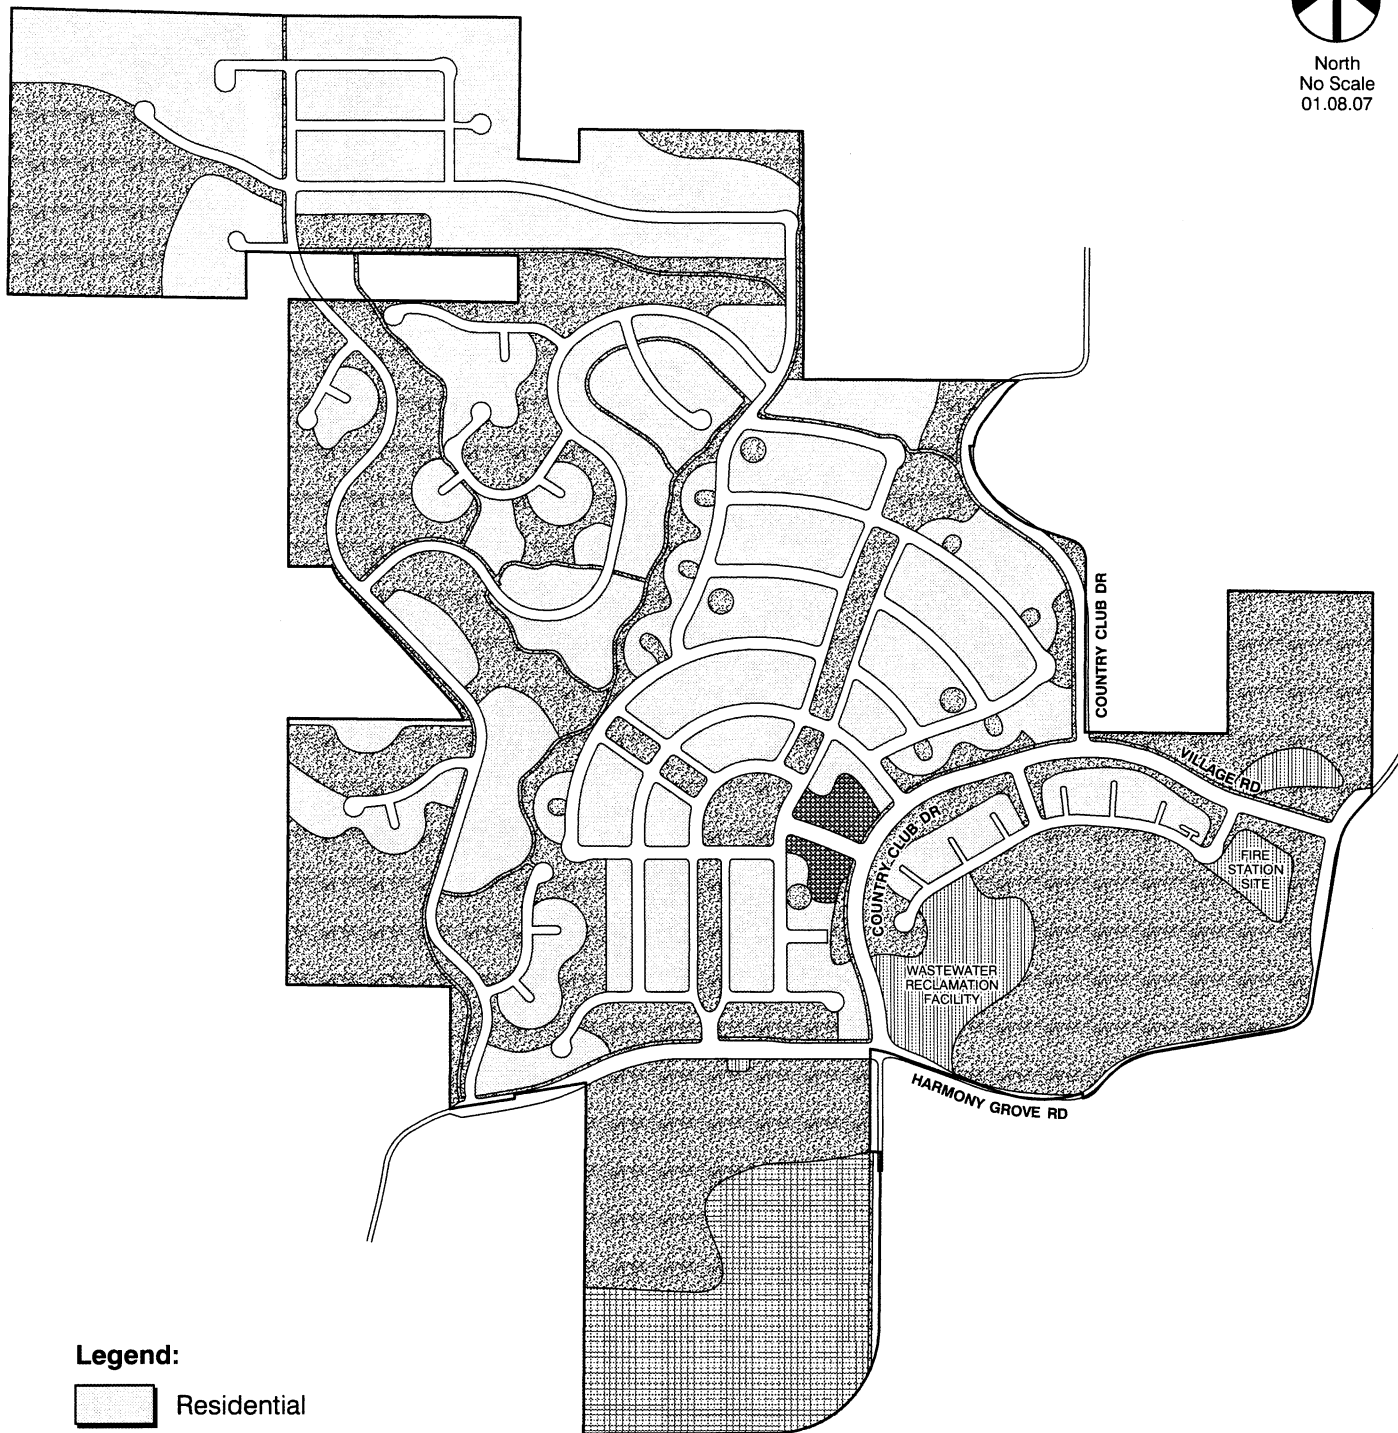 North
No Scale
01.08.07
COUNTRY CLUB DR
VILLAGE RD
COUNTRY CLUB DR
FIRE
STATION
SITE
WASTEWATER
RECLAMATION
FACILITY
HARMONY GROVE RD
Legend:
Residential